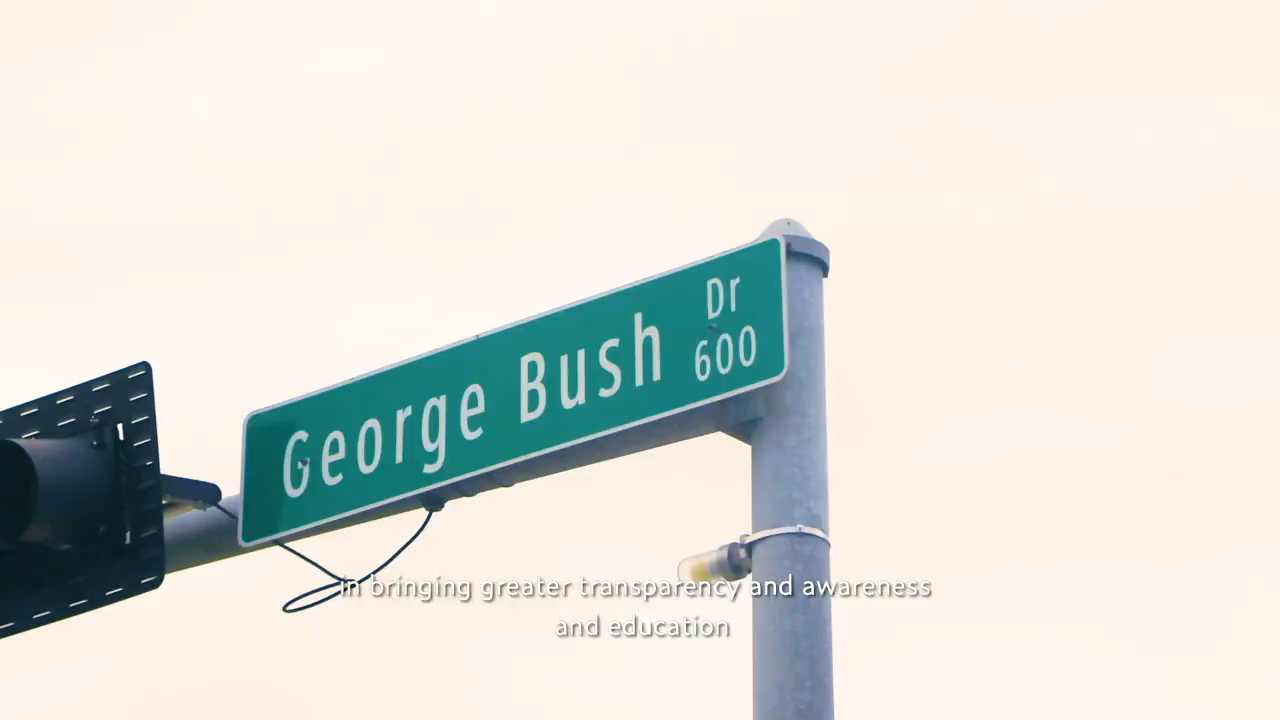 George Bush Dr
600
in bringing greater transparency and awareness
and education